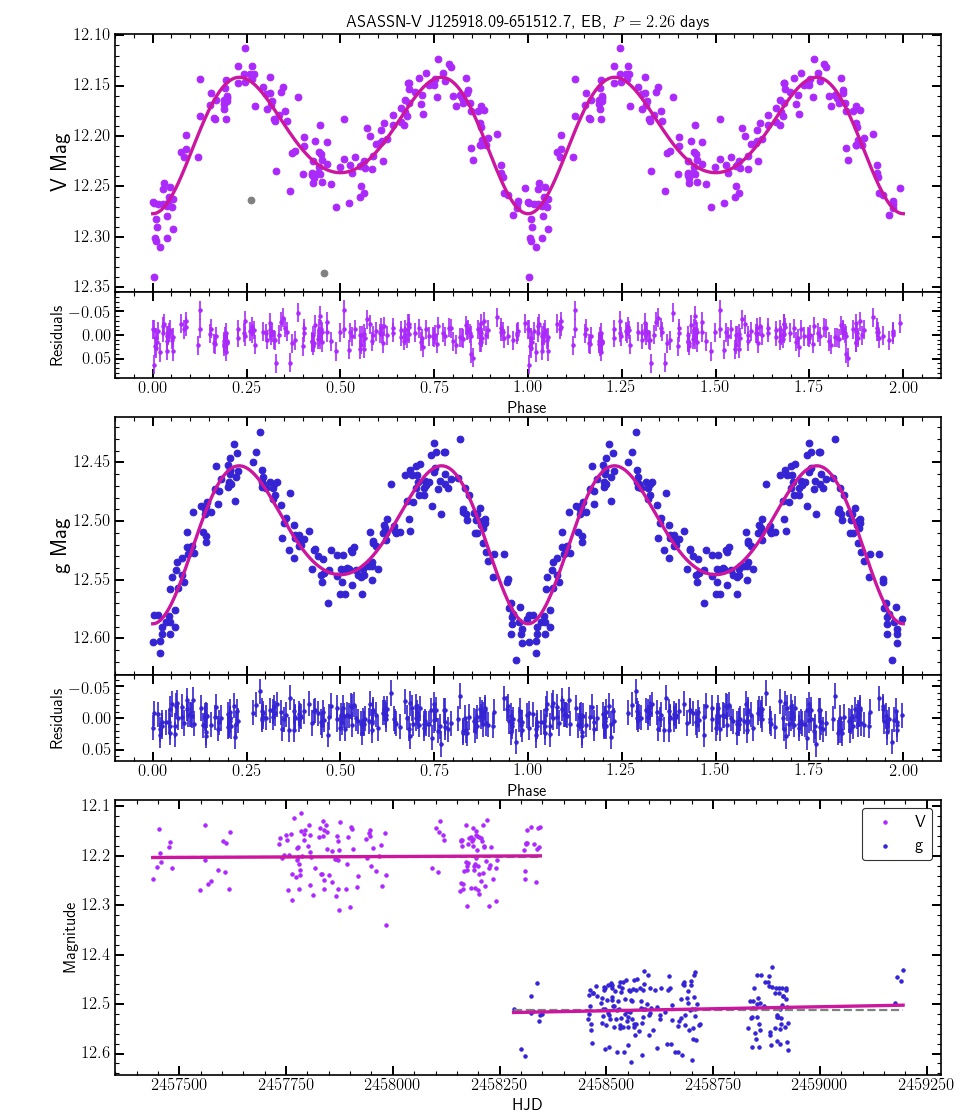 ASASSN-V J125918.09-651512.7, EB, P = 2.26 days
V Mag
12.10
12.15
12.20
12.25
12.30
12.35
Residuals
−0.05
0.00
0.05
0.00 0.25 0.50 0.75 1.00 1.25 1.50 1.75 2.00
Phase
g Mag
12.45
12.50
12.55
12.60
Residuals
−0.05
0.00
0.05
0.00 0.25 0.50 0.75 1.00 1.25 1.50 1.75 2.00
Phase
Magnitude
12.1
12.2
12.3
12.4
12.5
12.6
V
g
2457500 2457750 2458000 2458250 2458500 2458750 2459000 2459250
HJD